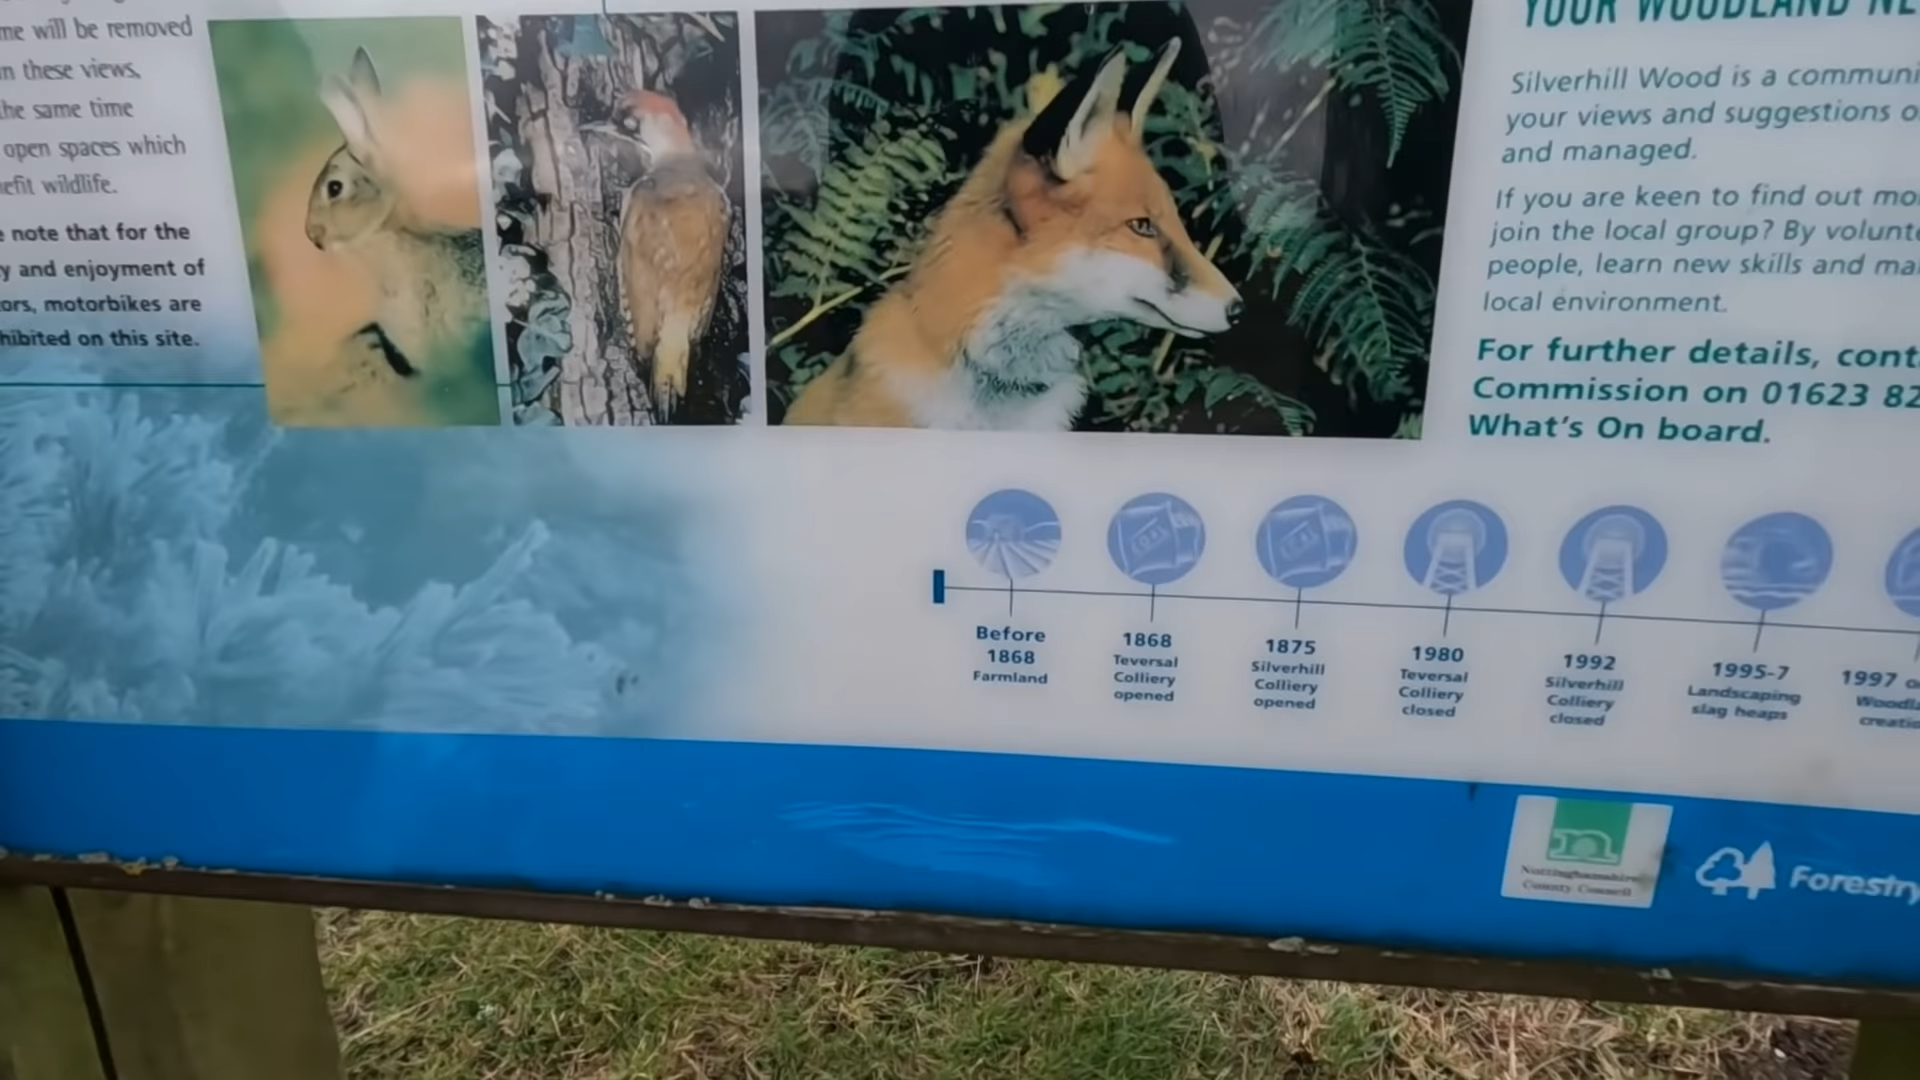 me will be removed
n these views,
the same time
open spaces which
efit wildlife.
note that for the
y and enjoyment of
ors, motorbikes are
hibited on this site.
YOUR WOODLAND NE
Silverhill Wood is a communi
your views and suggestions o
and managed.
If you are keen to find out mo
join the local group? By volunte
people, learn new skills and ma
local environment.
For further details, cont
Commission on 01623 82
What's On board.
Before
1868
Farmland
1868
Teversal
Colliery
opened
1875
Silverhill
Colliery
opened
1980
Teversal
Colliery
closed
1992
Silverhill
Colliery
closed
1995-7
Landscaping
slag heaps
1997 o
Woodla
creatio
Nottinghamshire
County Council
Forestry